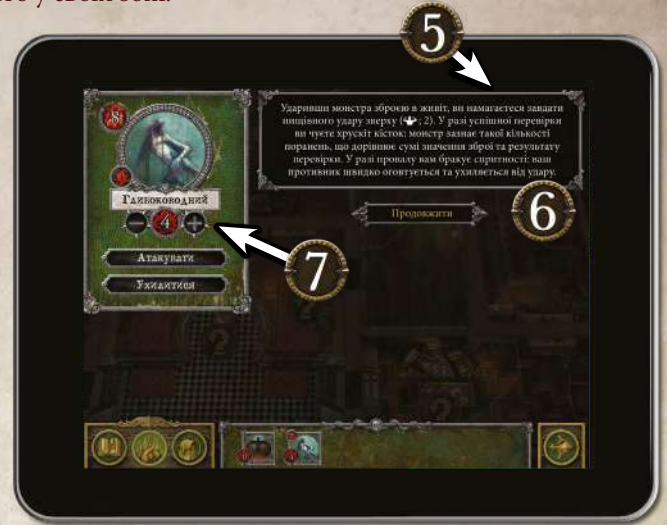 5
8
Ударивши монстра зброєю в живіт, ви намагаєтеся завдати
нищівного удару зверху ( ; 2). У разі успішної перевірки
ви чуєте хрускіт кісток: монстр зазнає такої кількості
поранень, що дорівнює сумі значення зброї та результату
перевірки. У разі провалу вам бракує спритності: ваш
противник швидко оговтується та ухиляється від удару.
Глибоководний
4
Продовжити
6
7
Атакувати
Ухилитися